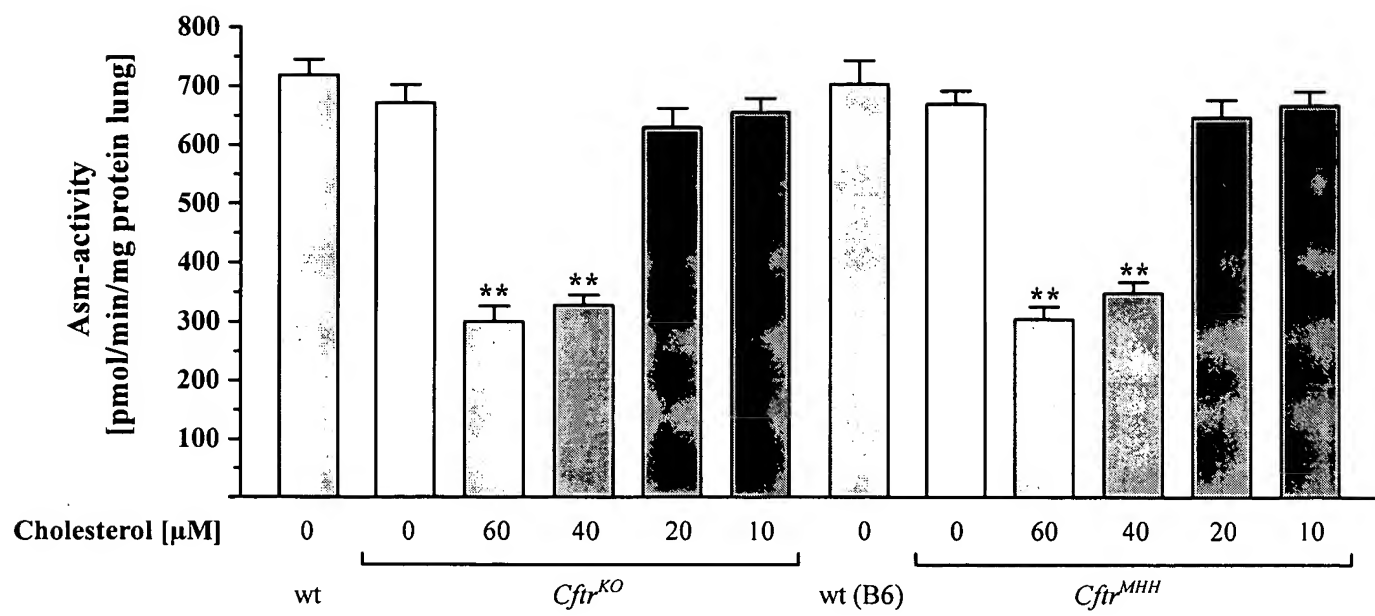 Asm-activity
[pmol/min/mg protein lung]
800
700
600
500
400
300
200
100
** ** ** **
Cholesterol [µM] 0 0 60 40 20 10 0 0 60 40 20 10
wt Cftr^KO wt (B6) Cftr^MHH